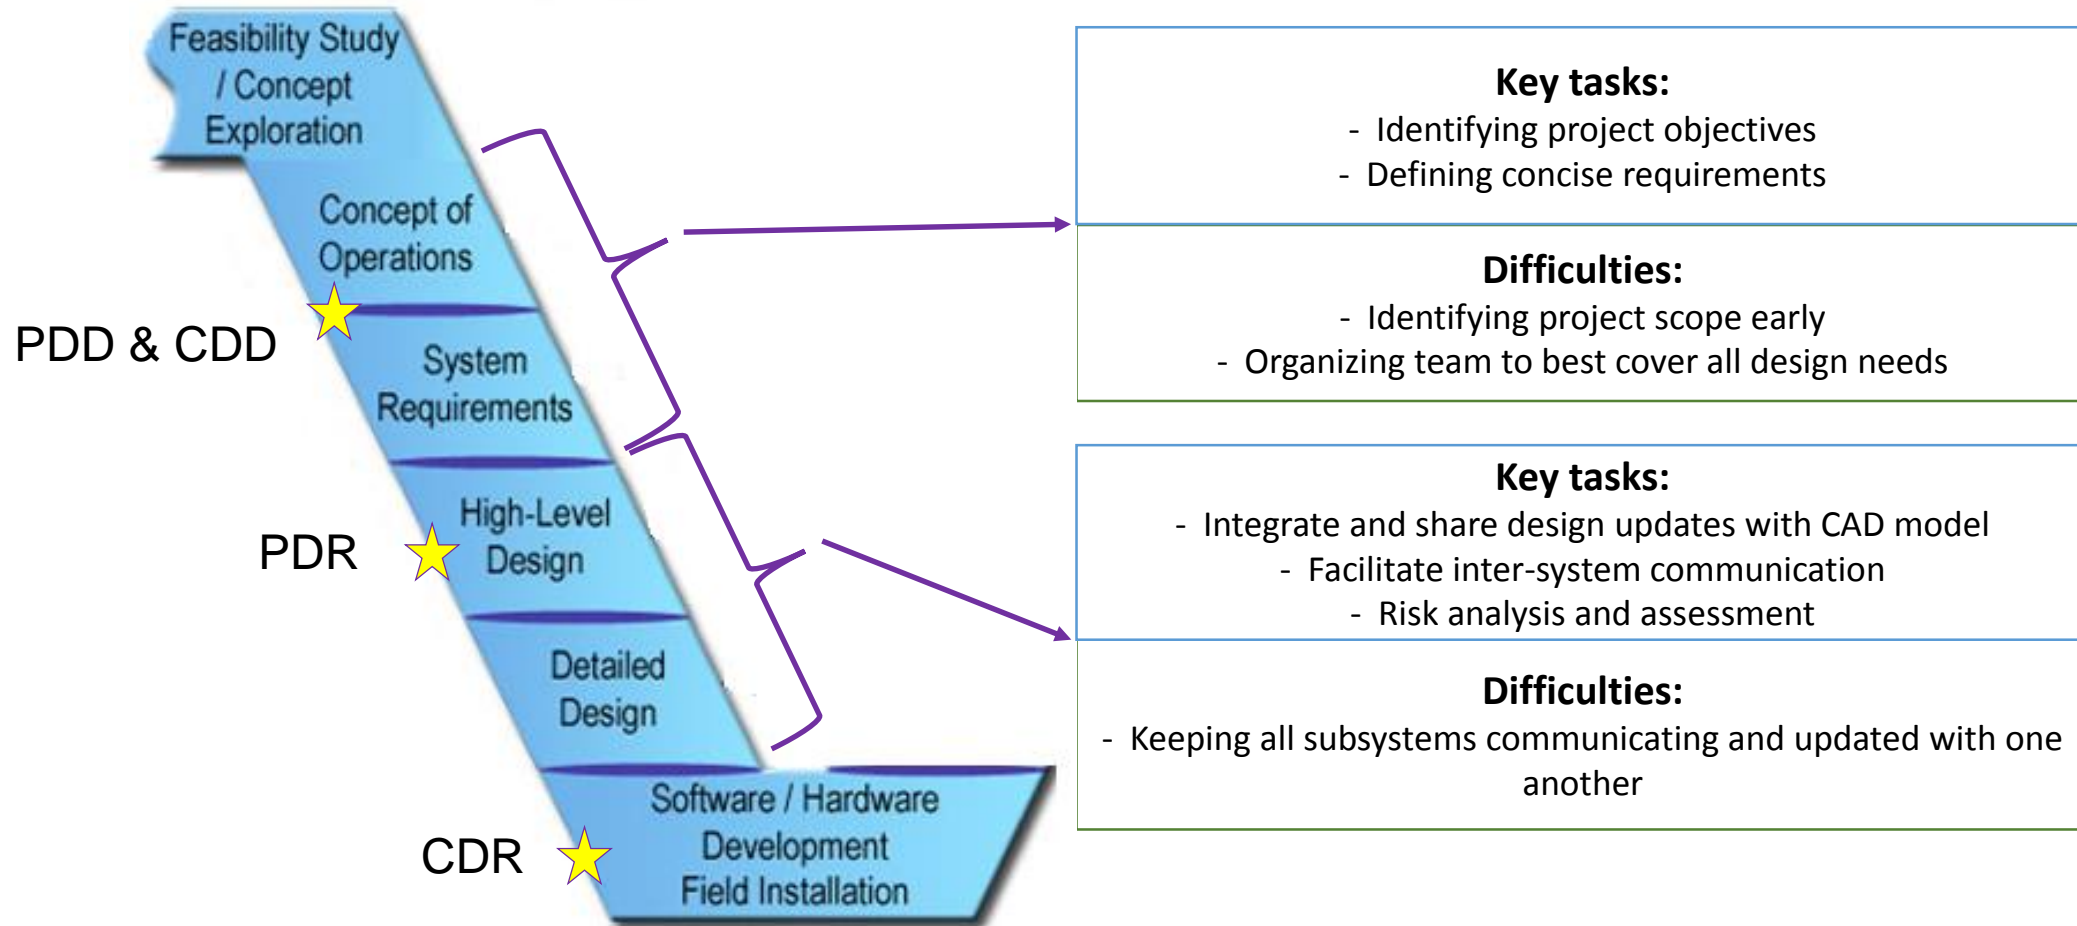 Feasibility Study
/ Concept
Exploration
Concept of
Operations
PDD & CDD
System
Requirements
High-Level
Design
PDR
Detailed
Design
Software / Hardware
Development
Field Installation
CDR
Key tasks:
- Identifying project objectives
- Defining concise requirements
Difficulties:
- Identifying project scope early
- Organizing team to best cover all design needs
Key tasks:
- Integrate and share design updates with CAD model
- Facilitate inter-system communication
- Risk analysis and assessment
Difficulties:
- Keeping all subsystems communicating and updated with one
another